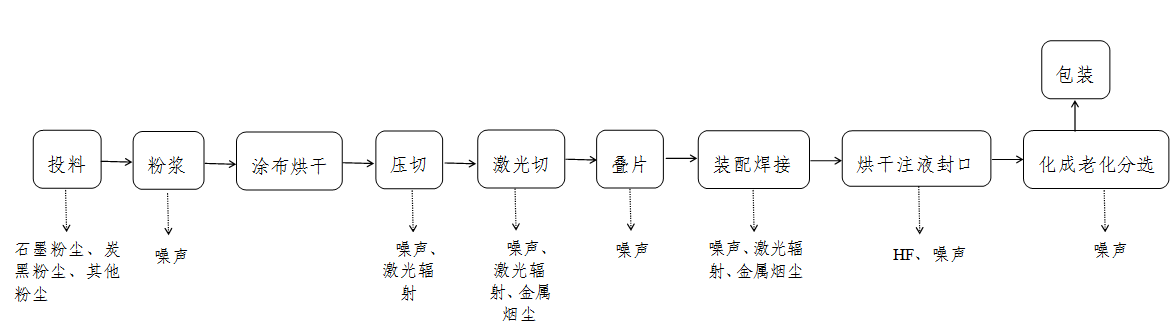 包装
投料
粉浆
涂布烘干
压切
激光切
叠片
装配焊接
烘干注液封口
化成老化分选
石墨粉尘、炭
黑粉尘、其他
粉尘
噪声
噪声、
激光辐
射
噪声、
激光辐
射、金属
烟尘
噪声
噪声、激光辐
射、金属烟尘
HF、噪声
噪声